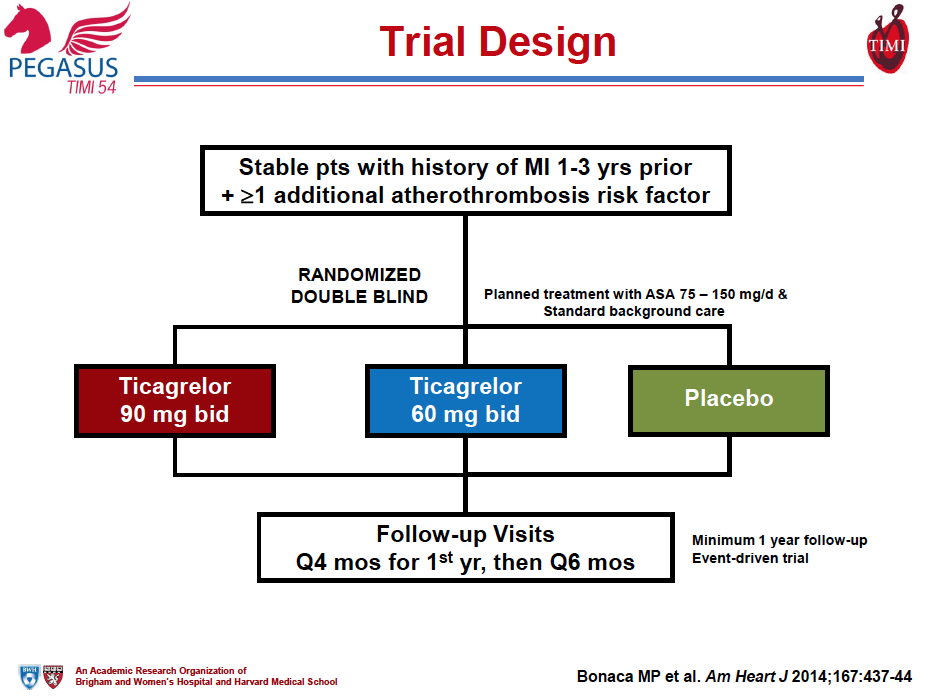 PEGASUS
TIMI 54
Trial Design
TIMI
Stable pts with history of MI 1-3 yrs prior
+ ≥1 additional atherothrombosis risk factor
RANDOMIZED
DOUBLE BLIND
Planned treatment with ASA 75 – 150 mg/d &
Standard background care
Ticagrelor
90 mg bid
Ticagrelor
60 mg bid
Placebo
Follow-up Visits
Q4 mos for 1st yr, then Q6 mos
Minimum 1 year follow-up
Event-driven trial
BWH
An Academic Research Organization of
Brigham and Women's Hospital and Harvard Medical School
Bonaca MP et al. Am Heart J 2014;167:437-44